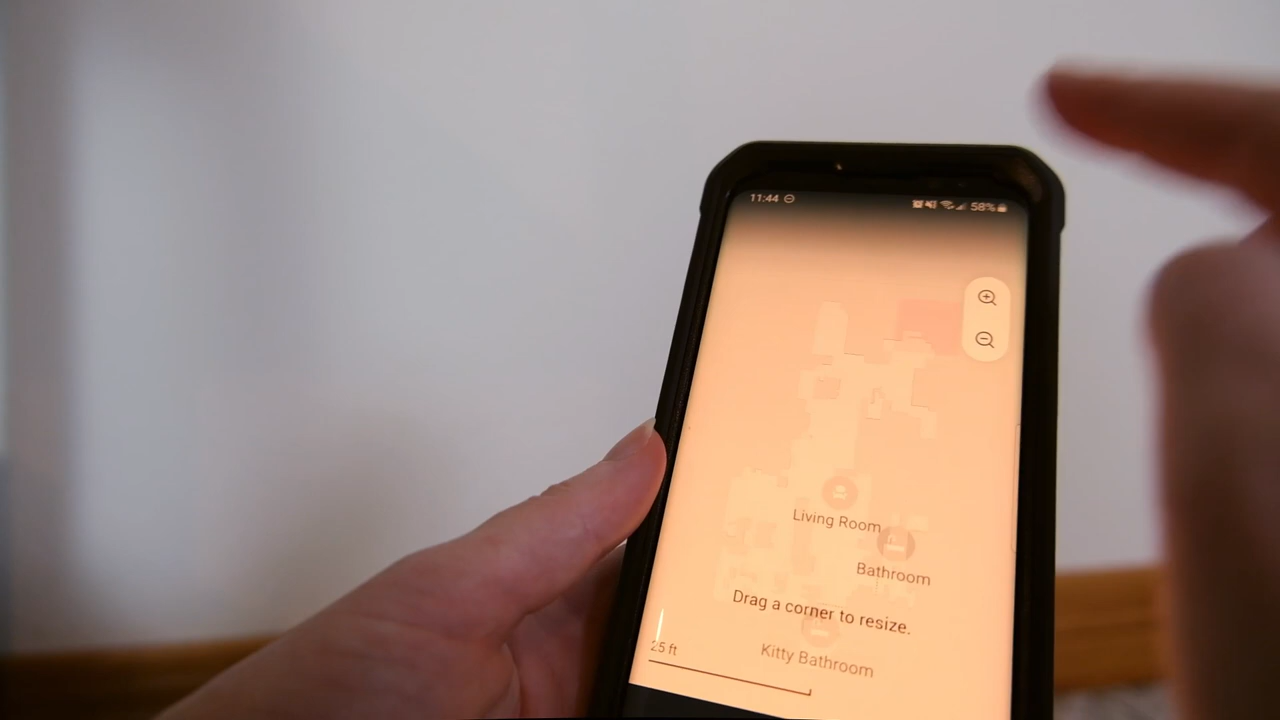 11:44 58%
Living Room
Bathroom
Drag a corner to resize.
25 ft
Kitty Bathroom